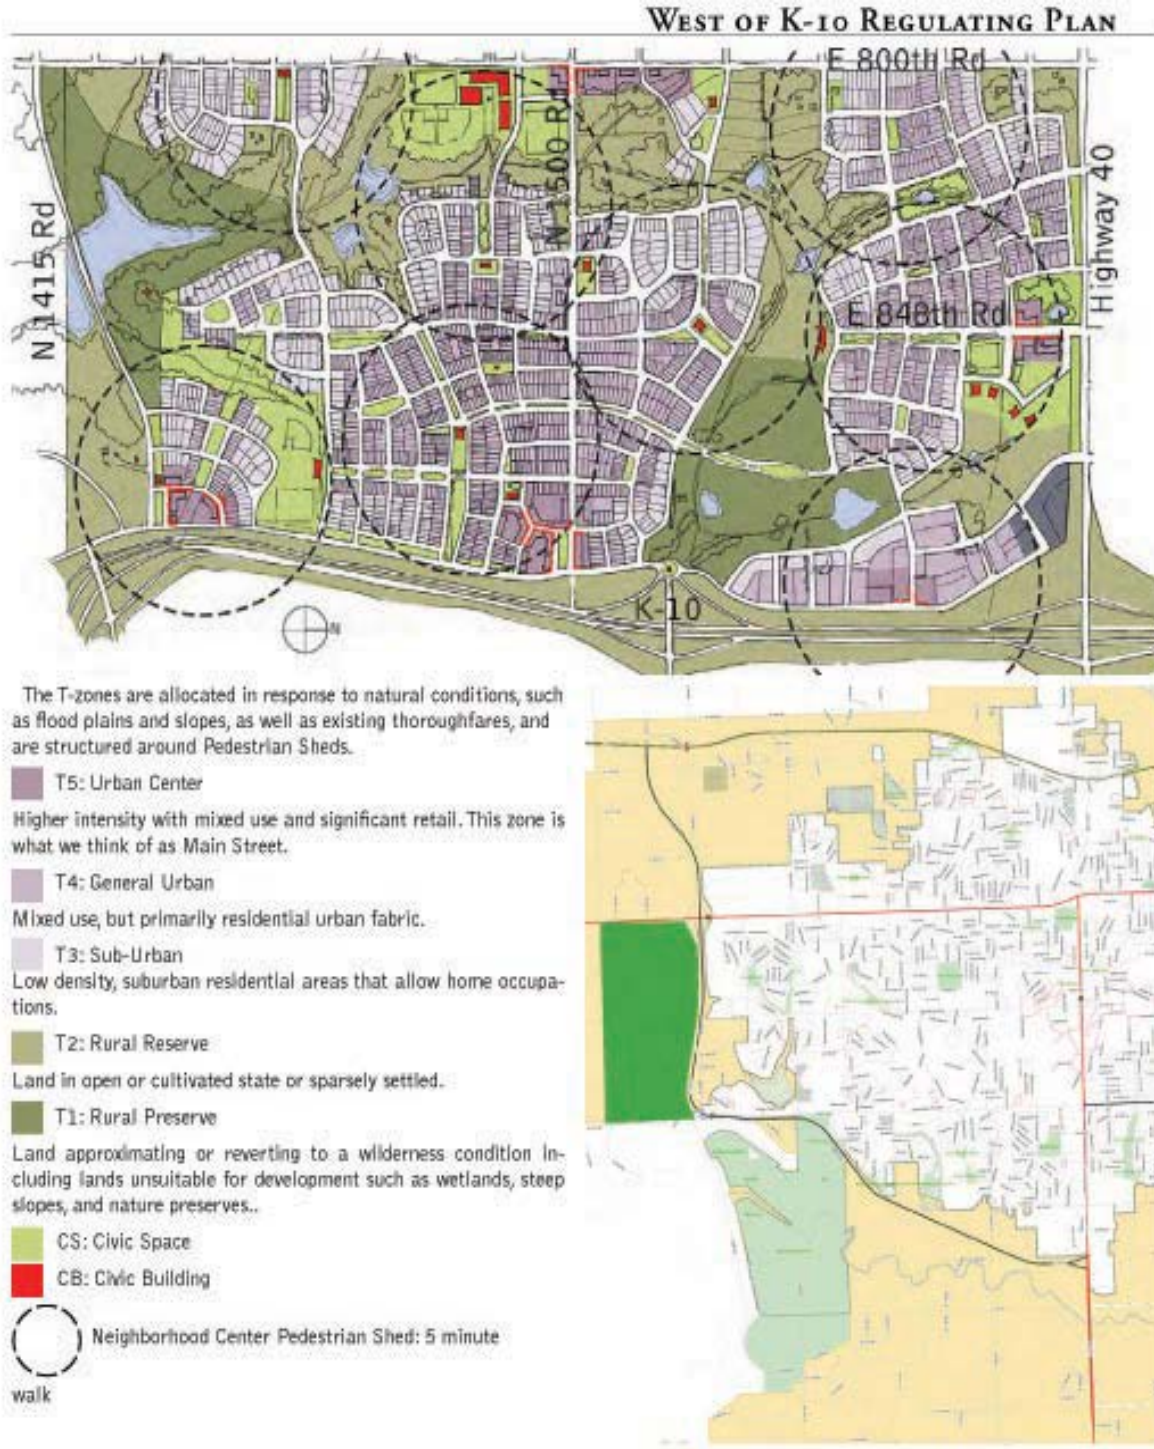 WEST OF K-10 REGULATING PLAN
E 800th Rd
N 1500 Rd
Highway 40
N 1415 Rd
E 848th Rd
K-10
N
The T-zones are allocated in response to natural conditions, such
as flood plains and slopes, as well as existing thoroughfares, and
are structured around Pedestrian Sheds.
T5: Urban Center
Higher intensity with mixed use and significant retail. This zone is
what we think of as Main Street.
T4: General Urban
Mixed use, but primarily residential urban fabric.
T3: Sub-Urban
Low density, suburban residential areas that allow home occupa-
tions.
T2: Rural Reserve
Land in open or cultivated state or sparsely settled.
T1: Rural Preserve
Land approximating or reverting to a wilderness condition in-
cluding lands unsuitable for development such as wetlands, steep
slopes, and nature preserves..
CS: Civic Space
CB: Civic Building
Neighborhood Center Pedestrian Shed: 5 minute
walk